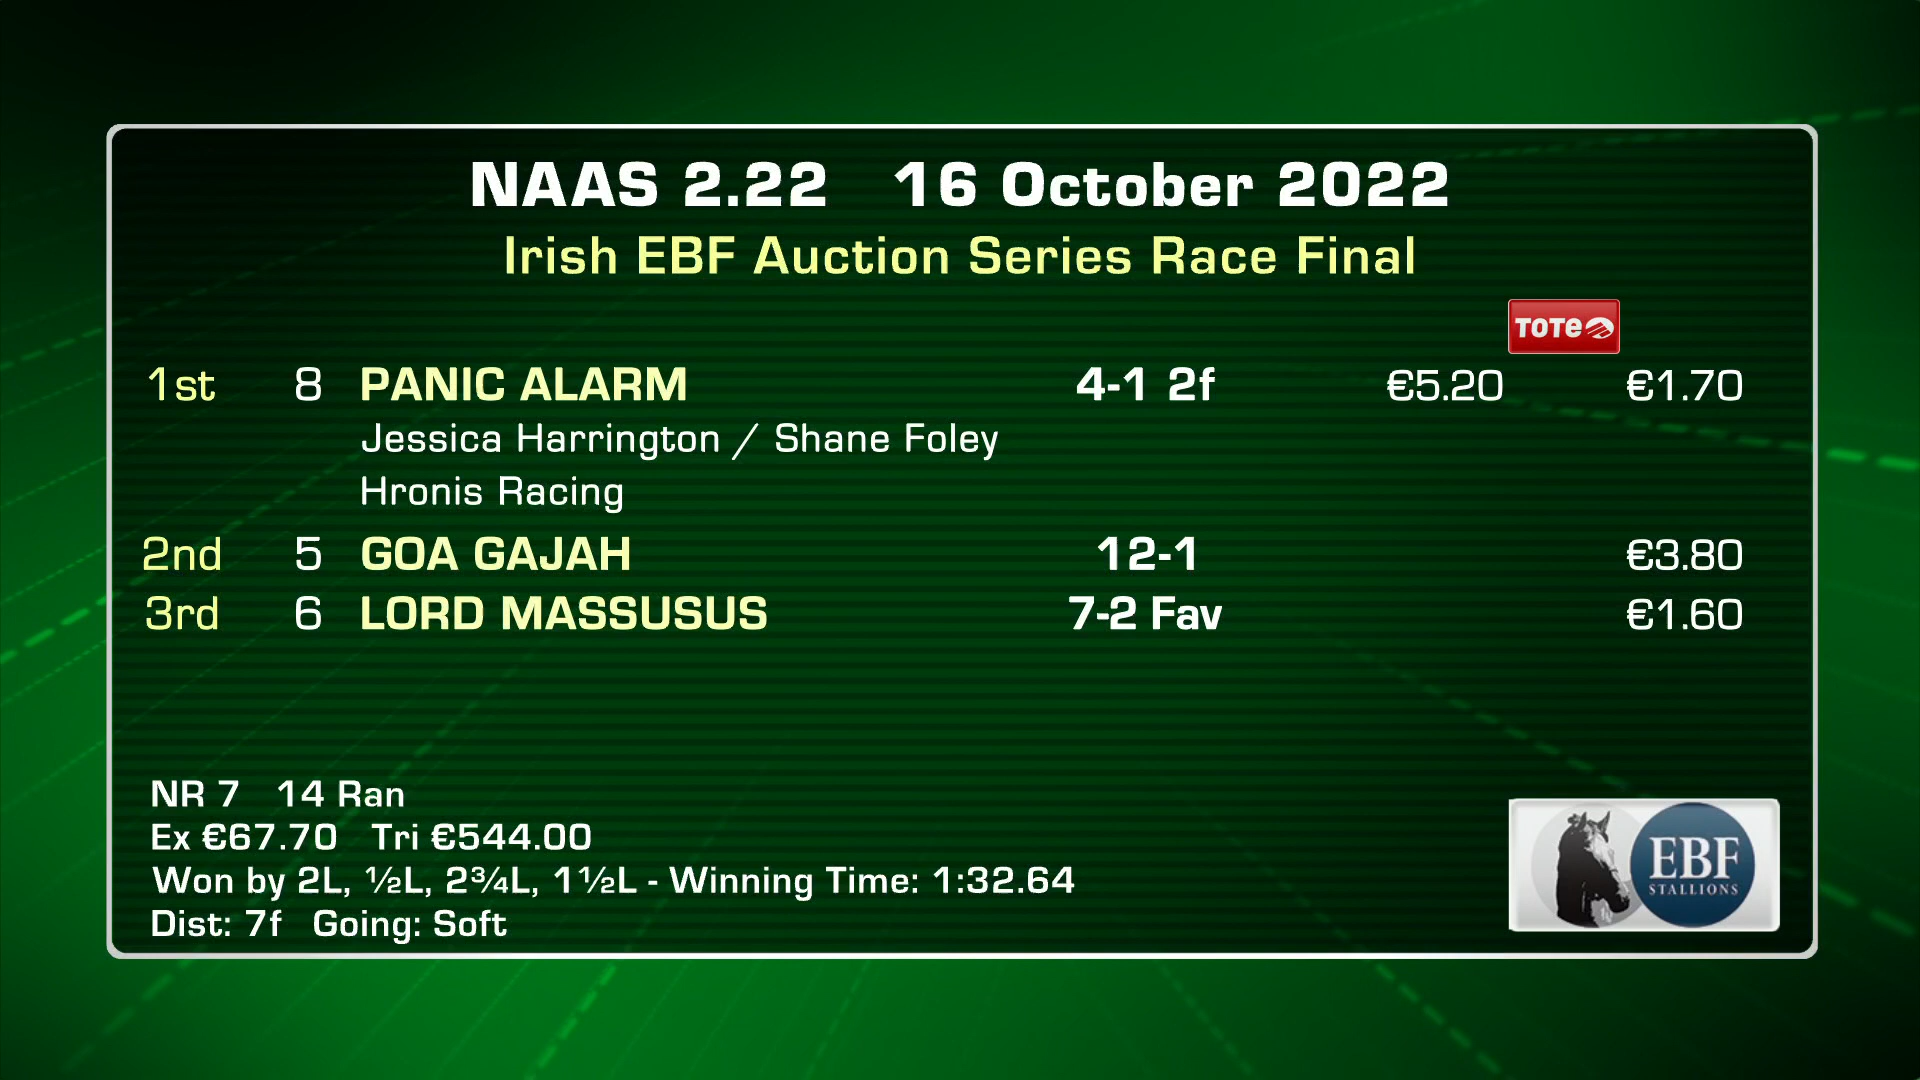 NAAS 2.22 16 October 2022
Irish EBF Auction Series Race Final
TOTE
1st 8 PANIC ALARM 4-1 2f €5.20 €1.70
Jessica Harrington / Shane Foley
Hronis Racing
2nd 5 GOA GAJAH 12-1 €3.80
3rd 6 LORD MASSUSUS 7-2 Fav €1.60
NR 7 14 Ran
Ex €67.70 Tri €544.00
Won by 2L, ½L, 2¾L, 1½L - Winning Time: 1:32.64
Dist: 7f Going: Soft
EBF
STALLIONS